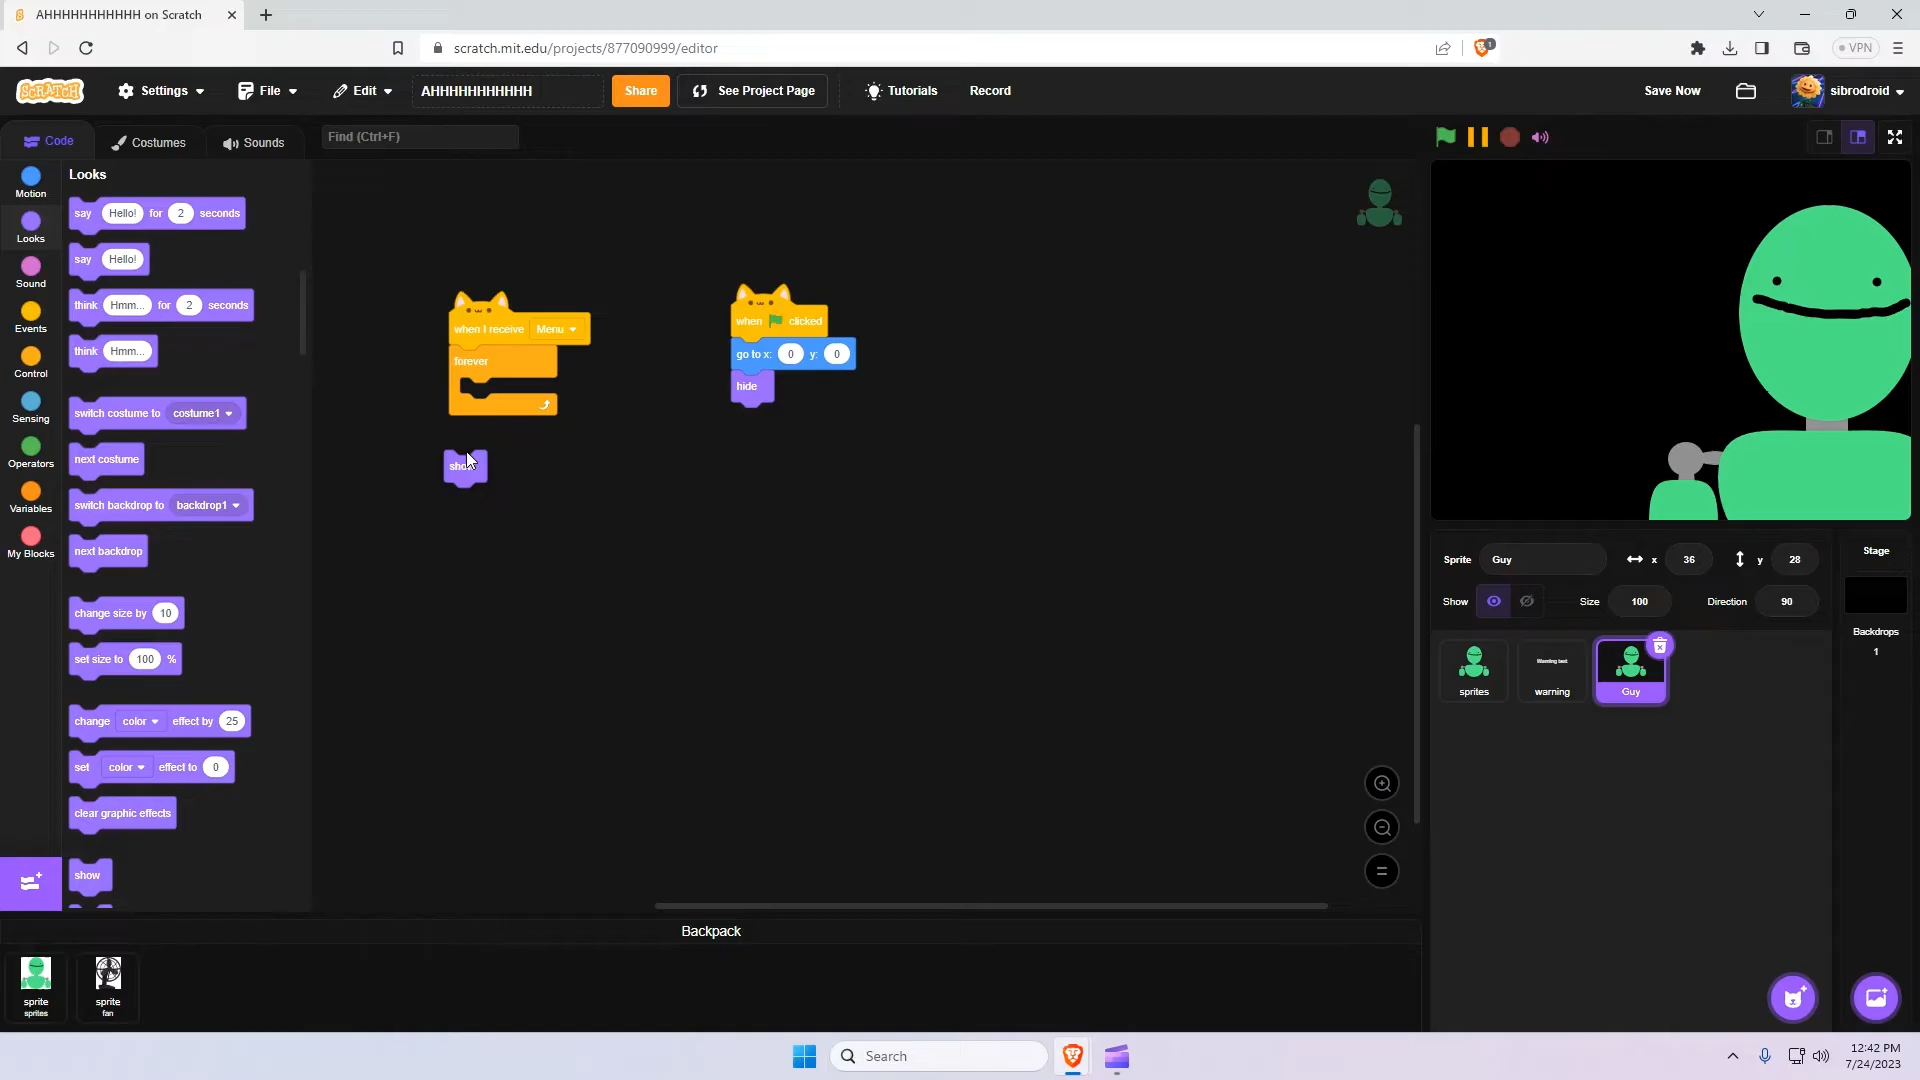 AHHHHHHHHHHH on Scratch
scratch.mit.edu/projects/877090999/editor
1
VPN
SCRATCH
Settings
File
Edit
AHHHHHHHHHHH
Share
See Project Page
Tutorials
Record
Save Now
sibrodroid
Code
Costumes
Sounds
Find (Ctrl+F)
Motion
Looks
Sound
Events
Control
Sensing
Operators
Variables
My Blocks
Looks
say Hello! for 2 seconds
say Hello!
think Hmm... for 2 seconds
think Hmm...
switch costume to costume1
next costume
switch backdrop to backdrop1
next backdrop
change size by 10
set size to 100 %
change color effect by 25
set color effect to 0
clear graphic effects
show
when I receive Menu
forever
when clicked
go to x: 0 y: 0
hide
Sprite Guy x 36 y 28
Show Size 100 Direction 90
Stage
Backdrops
1
sprites
Warning text
warning
Guy
Backpack
sprite
sprites
sprite
fan
Search
12:42 PM
7/24/2023